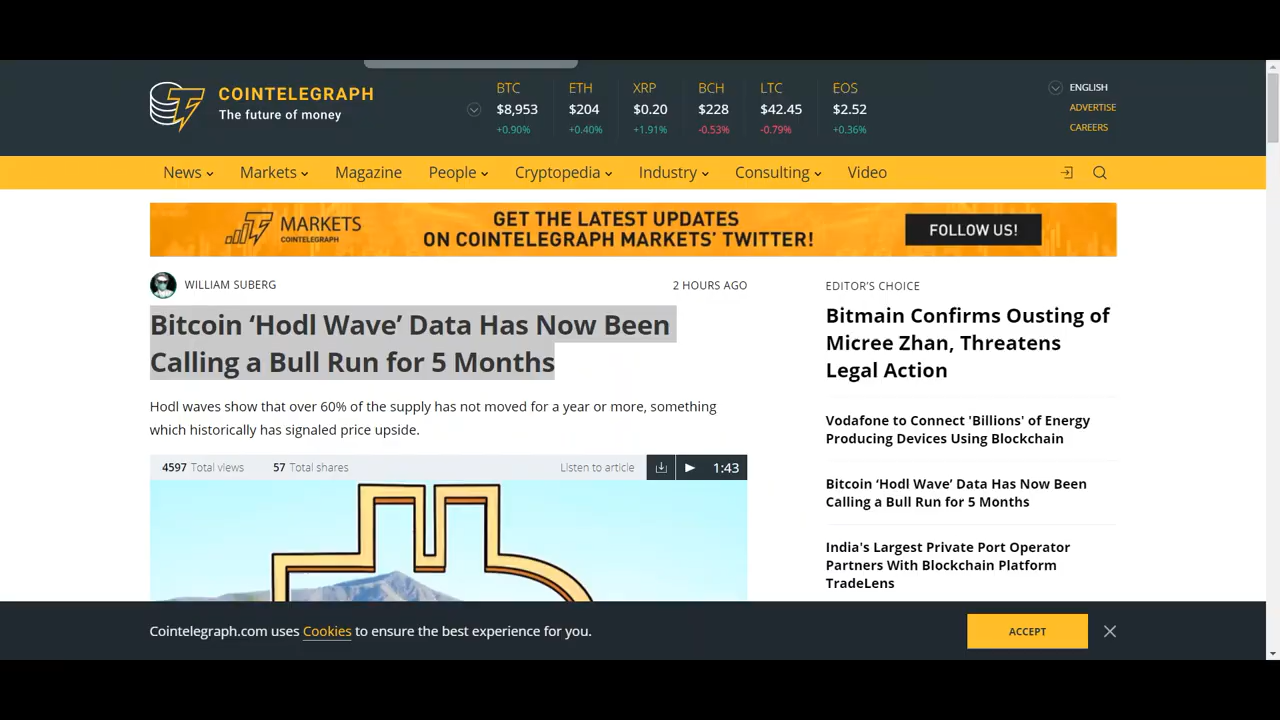 COINTELEGRAPH
The future of money
BTC ETH XRP BCH LTC EOS
$8,953 $204 $0.20 $228 $42.45 $2.52
+0.90% +0.40% +1.91% -0.53% -0.79% +0.36%
ENGLISH
ADVERTISE
CAREERS
News Markets Magazine People Cryptopedia Industry Consulting Video
MARKETS
COINTELEGRAPH
GET THE LATEST UPDATES
ON COINTELEGRAPH MARKETS' TWITTER!
FOLLOW US!
WILLIAM SUBERG
2 HOURS AGO
Bitcoin ‘Hodl Wave’ Data Has Now Been
Calling a Bull Run for 5 Months
Hodl waves show that over 60% of the supply has not moved for a year or more, something
which historically has signaled price upside.
4597 Total views 57 Total shares Listen to article 1:43
EDITOR'S CHOICE
Bitmain Confirms Ousting of
Micree Zhan, Threatens
Legal Action
Vodafone to Connect 'Billions' of Energy
Producing Devices Using Blockchain
Bitcoin ‘Hodl Wave’ Data Has Now Been
Calling a Bull Run for 5 Months
India's Largest Private Port Operator
Partners With Blockchain Platform
TradeLens
Cointelegraph.com uses Cookies to ensure the best experience for you.
ACCEPT